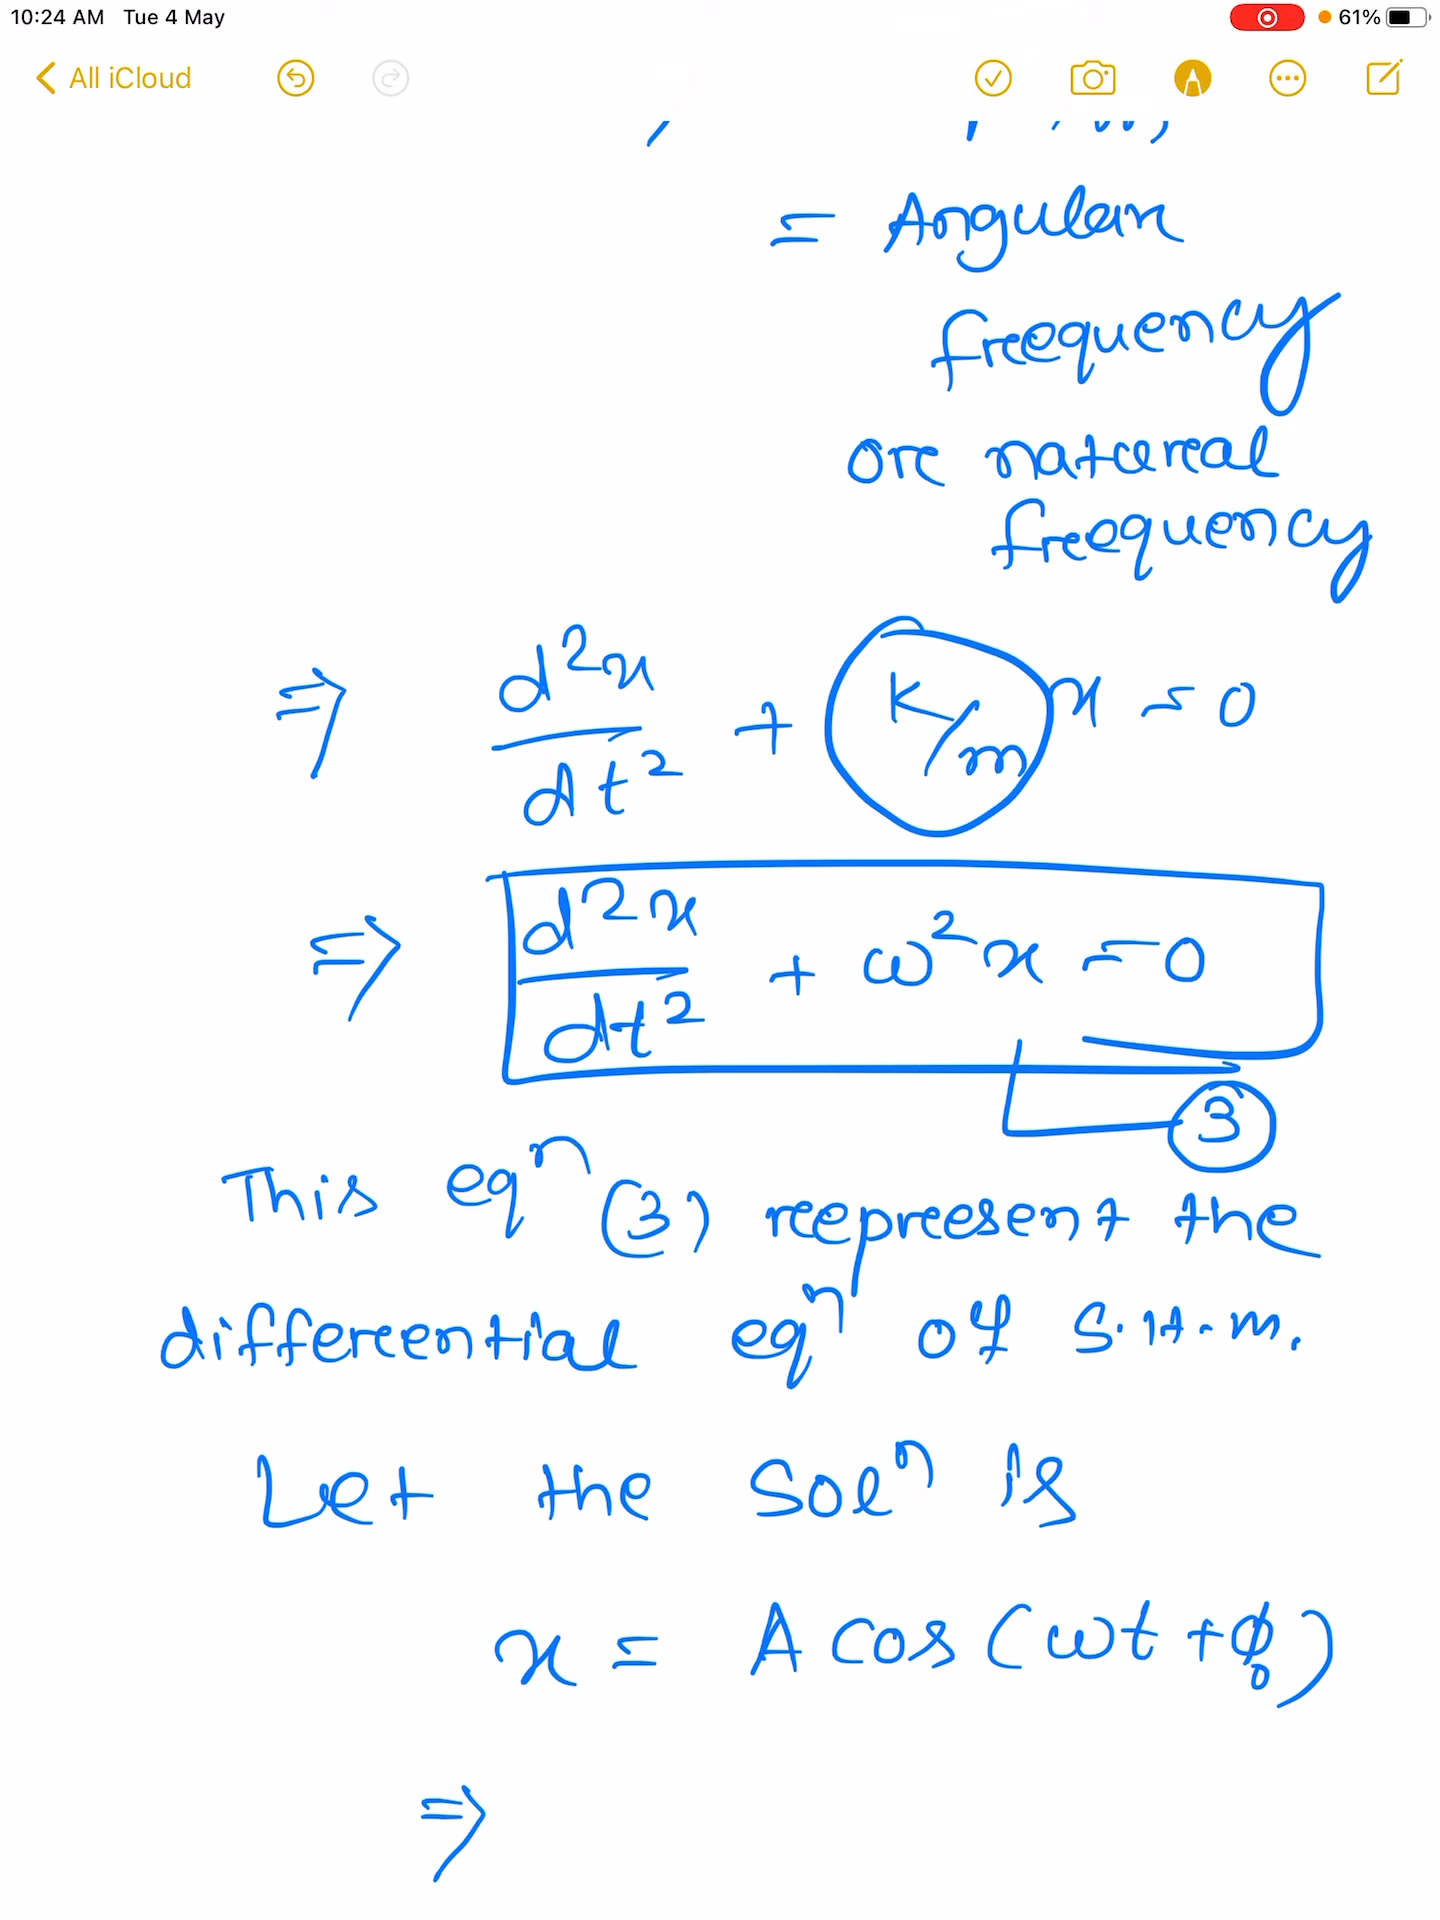 10:24 AM Tue 4 May 61%
All iCloud
= Angular
frequency
or natural
frequency
⇒ d²x/dt² + (k/m)x = 0
⇒ d²x/dt² + ω²x = 0
3
This eqⁿ (3) represent the
differential eqⁿ of S.H.M.
Let the Solⁿ is
x = A cos (ωt + ϕ₀)
⇒